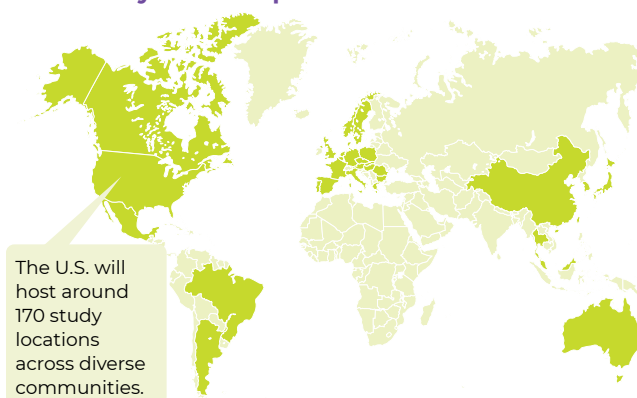 The U.S. will
host around
170 study
locations
across diverse
communities.